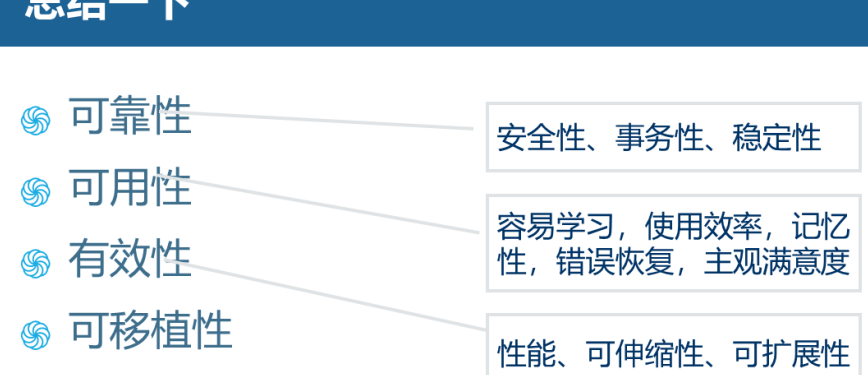 总结一下
可靠性
安全性、事务性、稳定性
可用性
容易学习，使用效率，记忆
性，错误恢复，主观满意度
有效性
可移植性
性能、可伸缩性、可扩展性